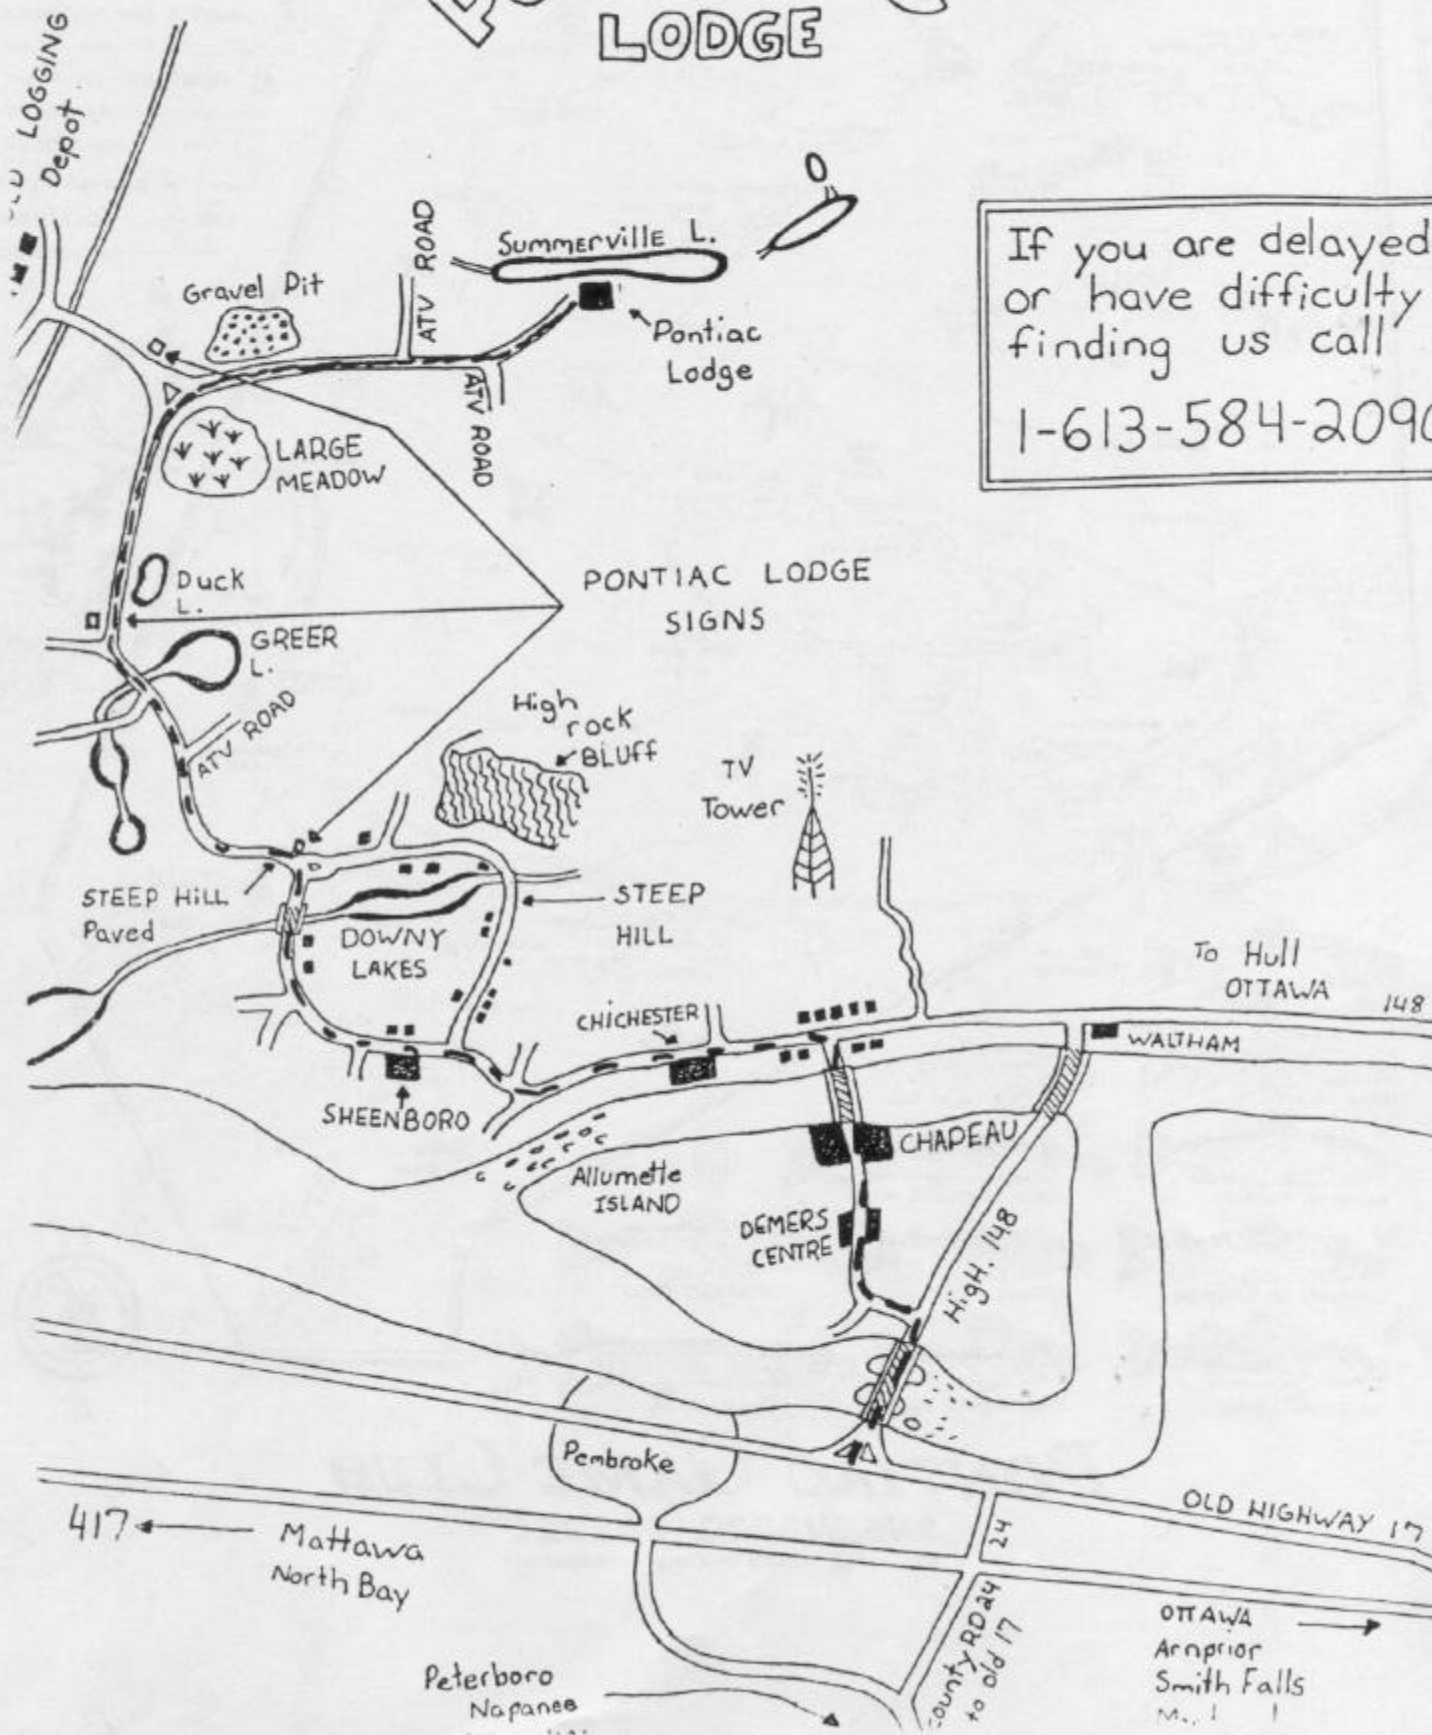 LODGE
LOGGING
Depot
If you are delayed
or have difficulty
finding us call
1-613-584-2090
Summerville L.
ATV ROAD
Gravel Pit
Pontiac
Lodge
ATV ROAD
LARGE
MEADOW
PONTIAC LODGE
SIGNS
Duck
L.
GREER
L.
ATV ROAD
High
rock
BLUFF
TV
Tower
STEEP HILL
Paved
STEEP
HILL
DOWNY
LAKES
To Hull
OTTAWA
148
CHICHESTER
WALTHAM
SHEENBORO
CHAPEAU
Allumette
ISLAND
DEMERS
CENTRE
HIGH. 148
Pembroke
OLD HIGHWAY 17
24
417
Mattawa
North Bay
County RD 24
to old 17
OTTAWA
Arnprior
Smith Falls
Peterboro
Napanee